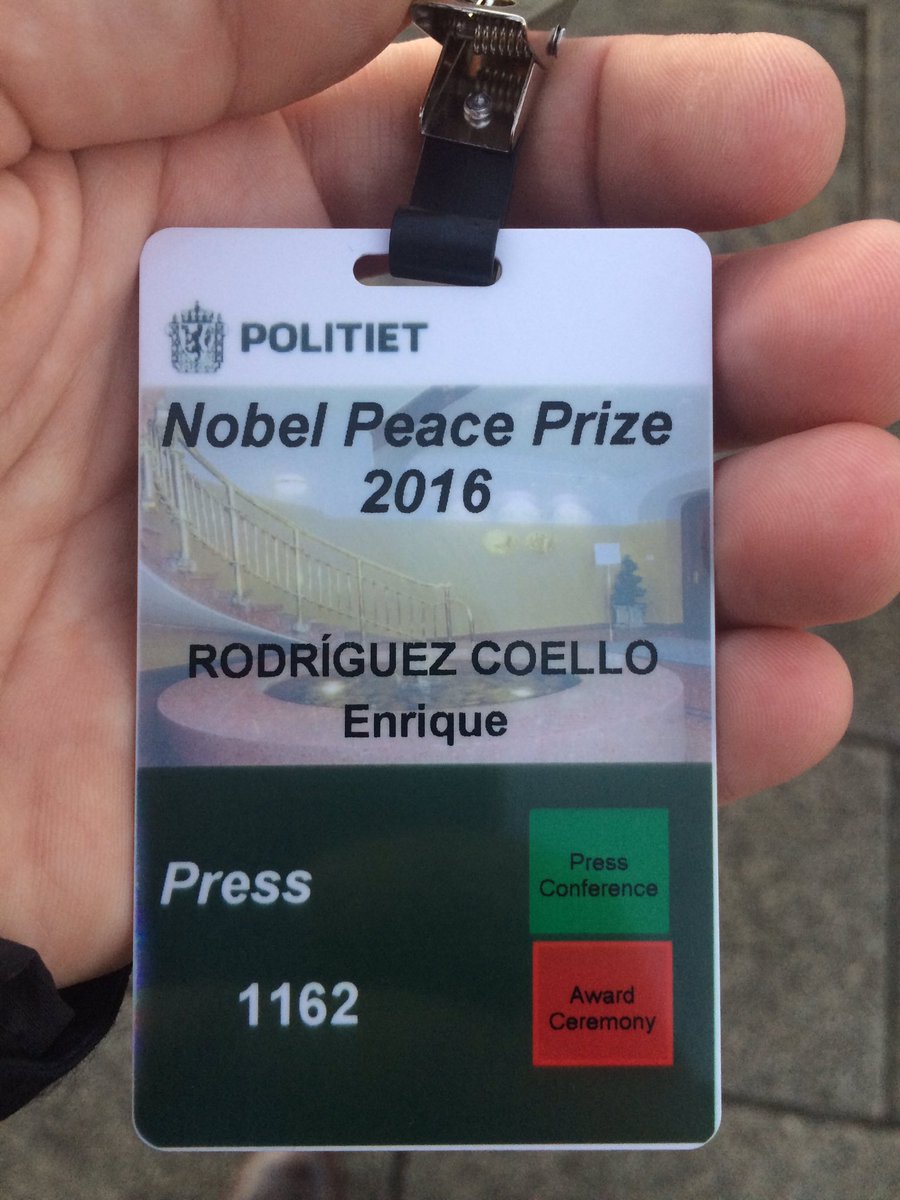 POLITIET
Nobel Peace Prize
2016
RODRÍGUEZ COELLO
Enrique
Press
1162
Press
Conference
Award
Ceremony